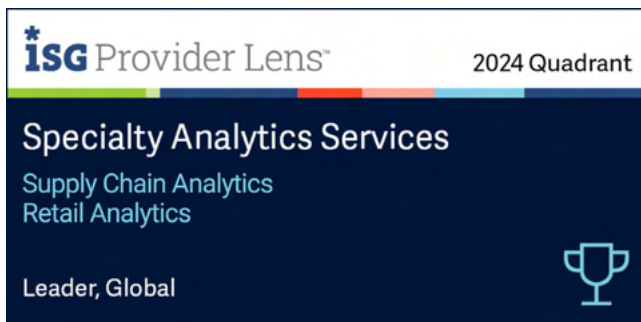 ISG Provider Lens™
2024 Quadrant
Specialty Analytics Services
Supply Chain Analytics
Retail Analytics
Leader, Global